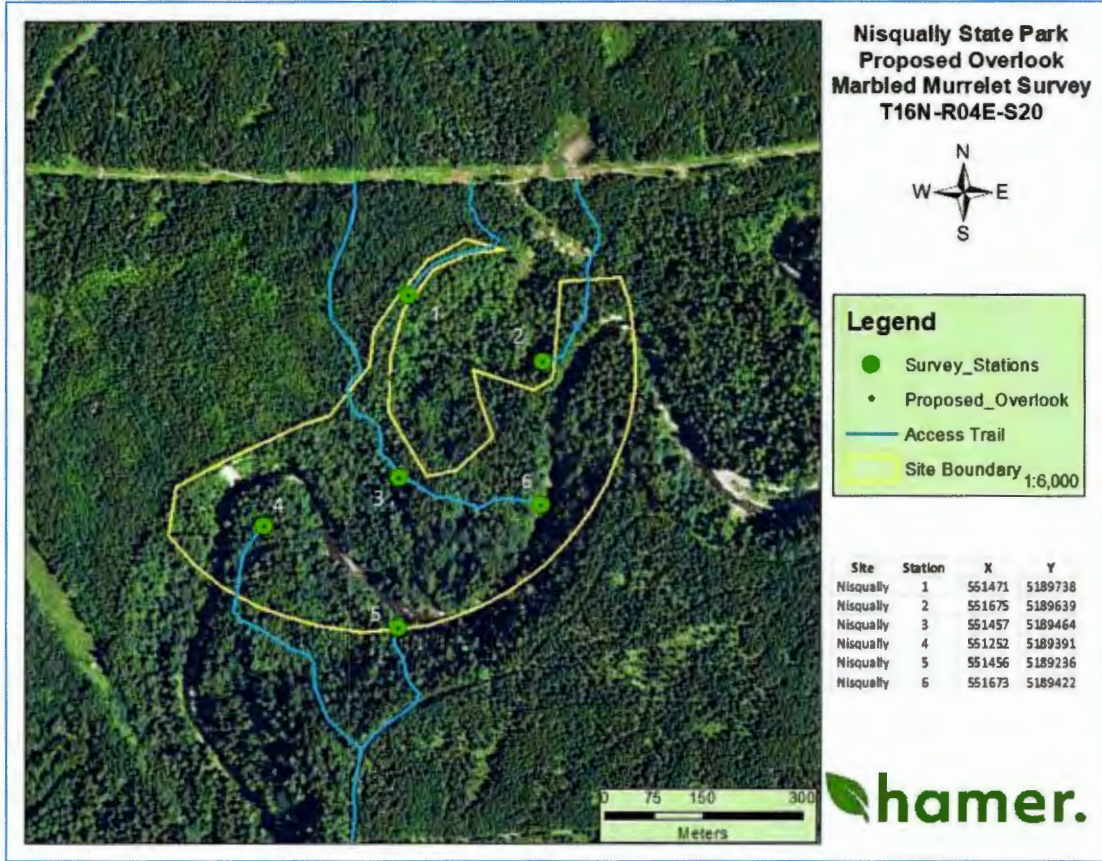 Nisqually State Park
Proposed Overlook
Marbled Murrelet Survey
T16N-R04E-S20
N
W E
S
1
2
3
4
5
6
Legend
Survey_Stations
Proposed_Overlook
Access Trail
Site Boundary
1:6,000
Site Station X Y
Nisqually 1 551471 5189738
Nisqually 2 551675 5189639
Nisqually 3 551457 5189464
Nisqually 4 551252 5189391
Nisqually 5 551456 5189236
Nisqually 6 551673 5189422
0 75 150 300
Meters
hamer.